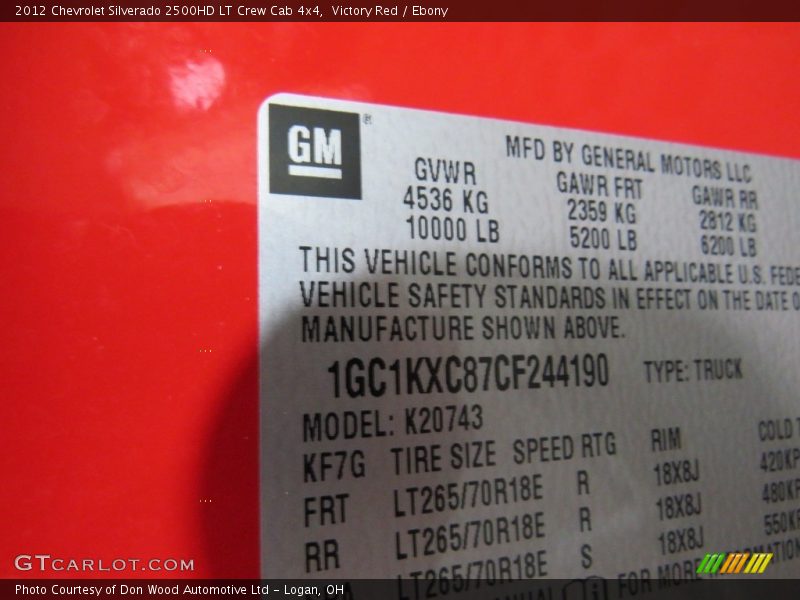 2012 Chevrolet Silverado 2500HD LT Crew Cab 4x4, Victory Red / Ebony
GM ®
MFD BY GENERAL MOTORS LLC
GVWR GAWR FRT GAWR RR
4536 KG 2359 KG 2812 KG
10000 LB 5200 LB 6200 LB
THIS VEHICLE CONFORMS TO ALL APPLICABLE U.S. FEDE
VEHICLE SAFETY STANDARDS IN EFFECT ON THE DATE O
MANUFACTURE SHOWN ABOVE.
1GC1KXC87CF244190 TYPE: TRUCK
MODEL: K20743
KF7G TIRE SIZE SPEED RTG RIM COLD
FRT LT265/70R18E R 18X8J 420KP
RR LT265/70R18E R 18X8J 480KP
LT265/70R18E S 18X8J 550K
FOR MORE
GTCARLOT.COM
Photo Courtesy of Don Wood Automotive Ltd - Logan, OH